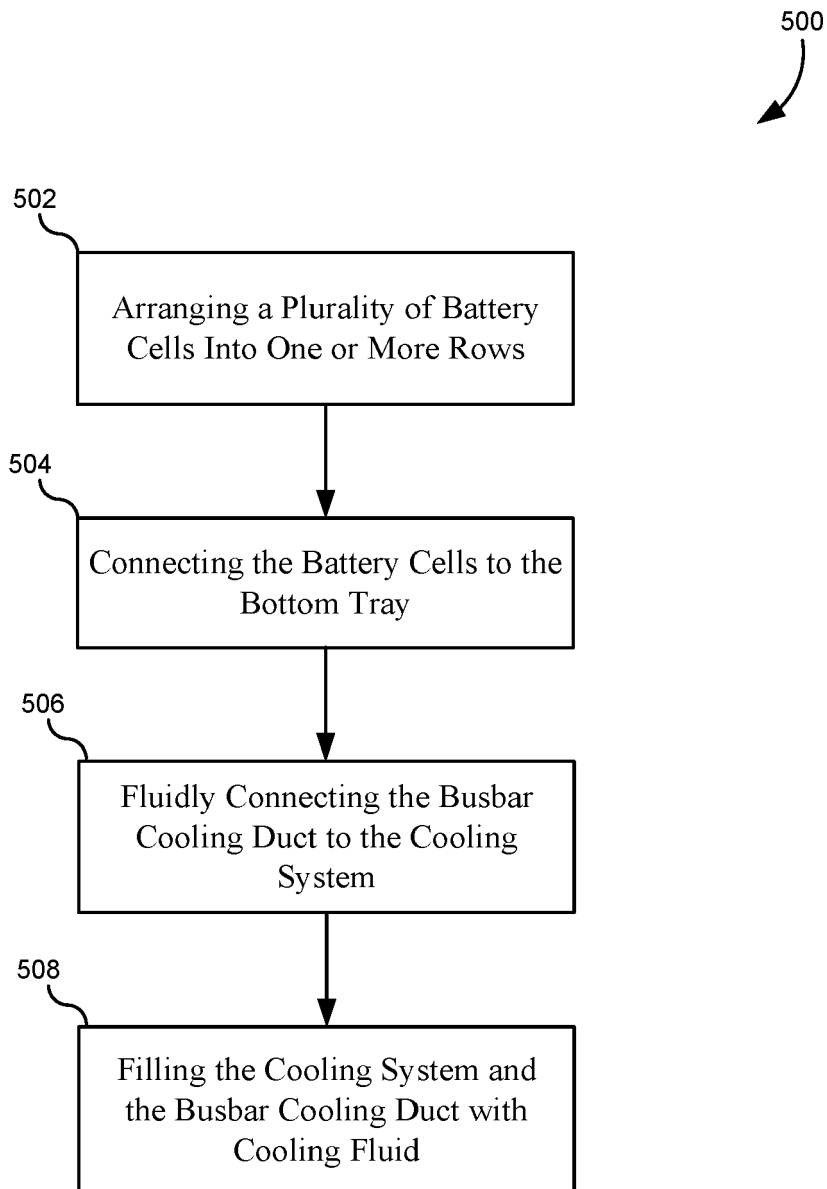 500
502
Arranging a Plurality of Battery
Cells Into One or More Rows
504
Connecting the Battery Cells to the
Bottom Tray
506
Fluidly Connecting the Busbar
Cooling Duct to the Cooling
System
508
Filling the Cooling System and
the Busbar Cooling Duct with
Cooling Fluid